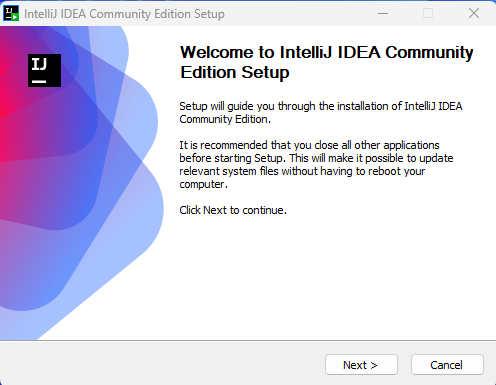 IntelliJ IDEA Community Edition Setup
IJ
Welcome to IntelliJ IDEA Community
Edition Setup
Setup will guide you through the installation of IntelliJ IDEA
Community Edition.
It is recommended that you close all other applications
before starting Setup. This will make it possible to update
relevant system files without having to reboot your
computer.
Click Next to continue.
Next >
Cancel